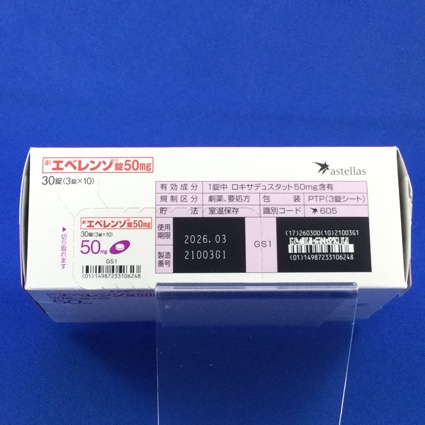 劇 エベレンゾ錠50mg
30錠(3錠×10)
astellas
有効成分 1錠中 ロキサデュスタット50mg含有
規制区分 劇薬、要処方 包装 PTP(3錠シート)
貯法 室温保存 識別コード 605
▼切り取れます
劇 エベレンゾ錠50mg
30錠(3錠×10)
50mg
(01)14987233106248
GS1
使用期限 2026.03
製造番号 21003G1
GS1
(17)260300(10)21003G1
(01)14987233106248